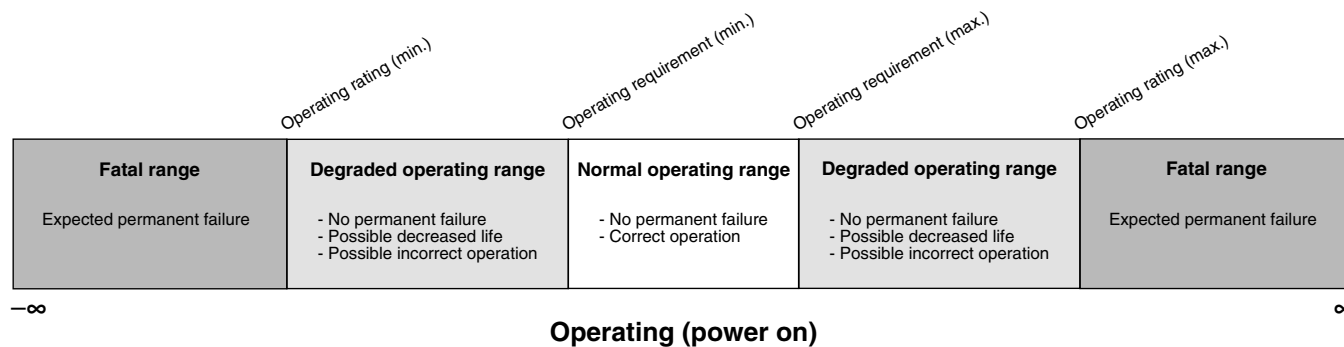 Operating rating (min.)
Operating requirement (min.)
Operating requirement (max.)
Operating rating (max.)
Fatal range
Expected permanent failure
Degraded operating range
- No permanent failure
- Possible decreased life
- Possible incorrect operation
Normal operating range
- No permanent failure
- Correct operation
Degraded operating range
- No permanent failure
- Possible decreased life
- Possible incorrect operation
Fatal range
Expected permanent failure
–∞
∞
Operating (power on)